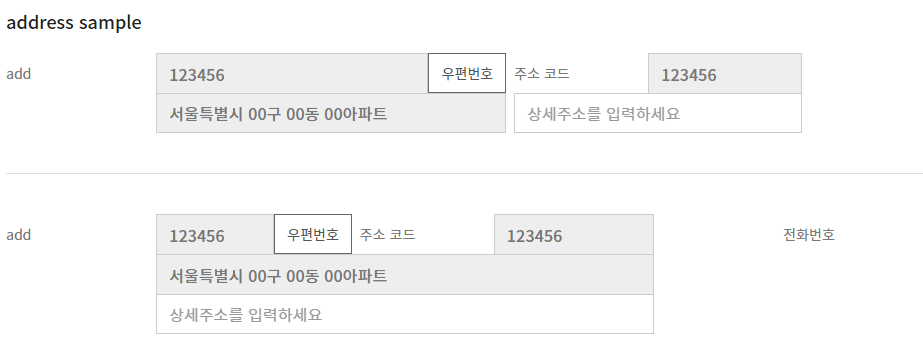 address sample
add 123456 우편번호 주소 코드 123456
서울특별시 00구 00동 00아파트 상세주소를 입력하세요
add 123456 우편번호 주소 코드 123456 전화번호
서울특별시 00구 00동 00아파트
상세주소를 입력하세요